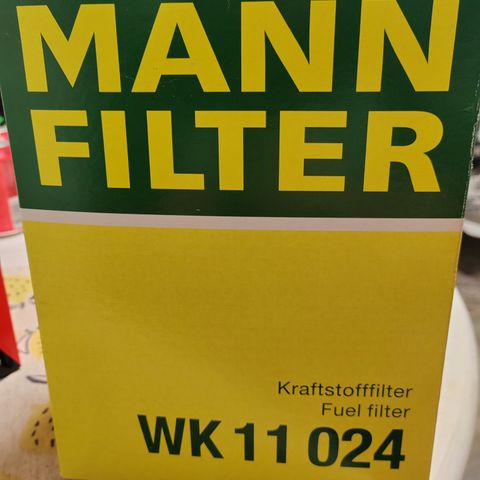 MANN
FILTER
Kraftstofffilter
Fuel filter
WK 11 024